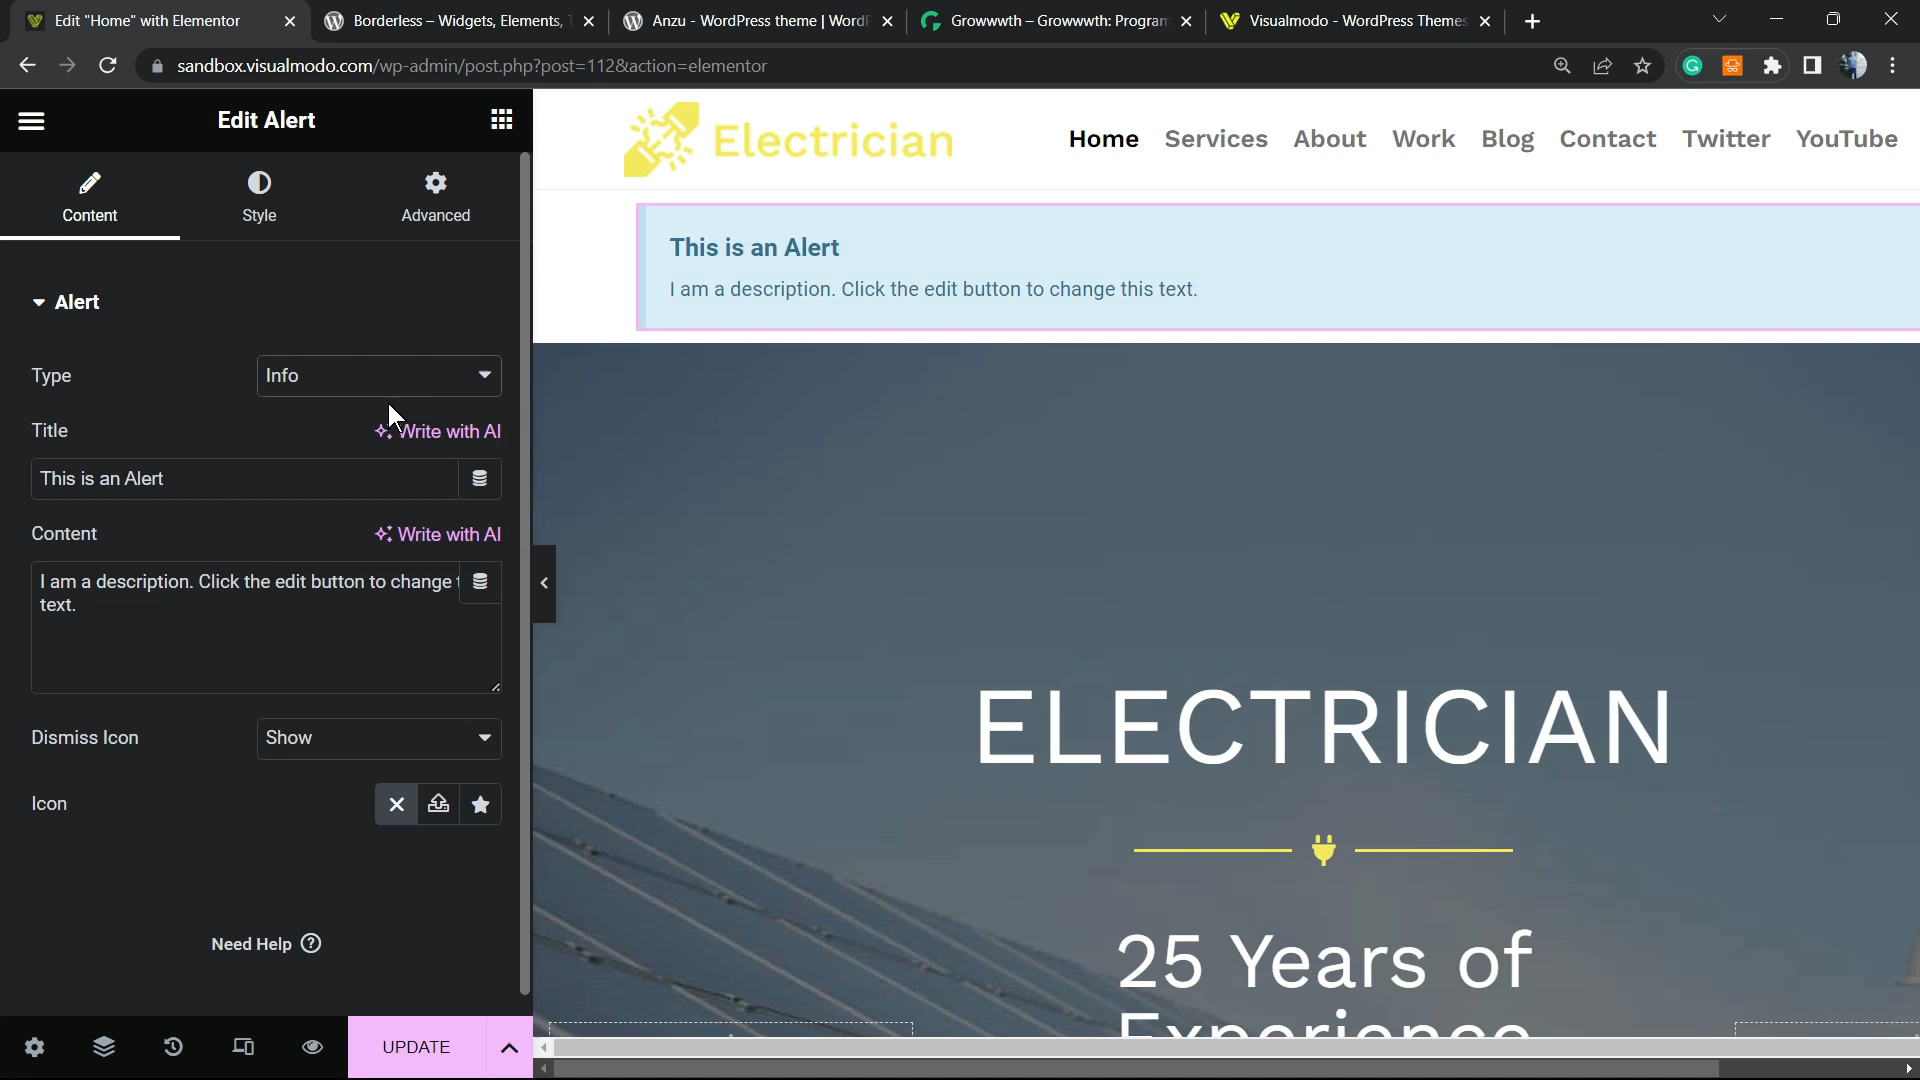 Edit "Home" with Elementor
Borderless – Widgets, Elements,
Anzu - WordPress theme | Word
Growwwth – Growwwth: Program
Visualmodo - WordPress Themes
sandbox.visualmodo.com/wp-admin/post.php?post=112&action=elementor
Edit Alert
Content
Style
Advanced
Alert
Type
Info
Title
Write with AI
This is an Alert
Content
Write with AI
I am a description. Click the edit button to change
text.
Dismiss Icon
Show
Icon
Need Help
UPDATE
Electrician
Home
Services
About
Work
Blog
Contact
Twitter
YouTube
This is an Alert
I am a description. Click the edit button to change this text.
ELECTRICIAN
25 Years of
Experience